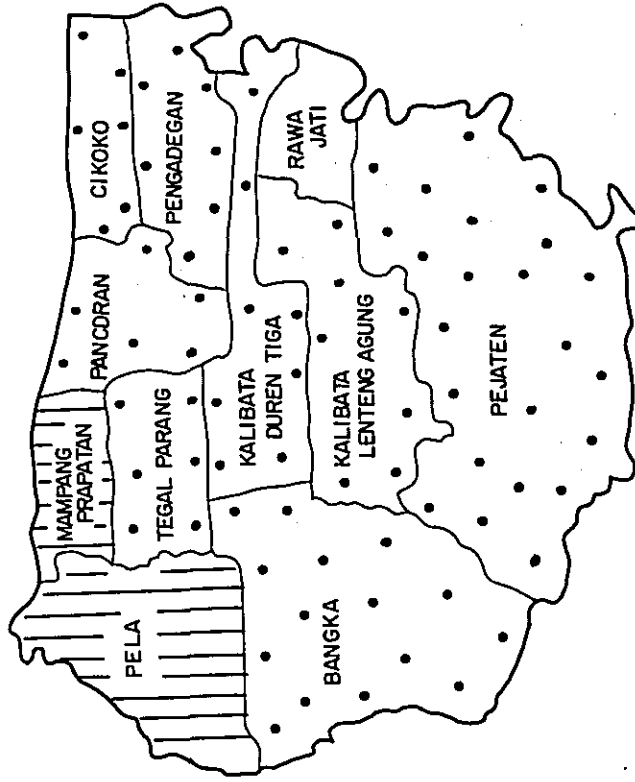 CIKOKO
PENGADEGAN
PANCORAN
RAWA
JATI
MAMPANG
PRAPATAN
TEGAL PARANG
KALIBATA
DUREN TIGA
KALIBATA
LENTENG AGUNG
PEJATEN
PELA
BANGKA